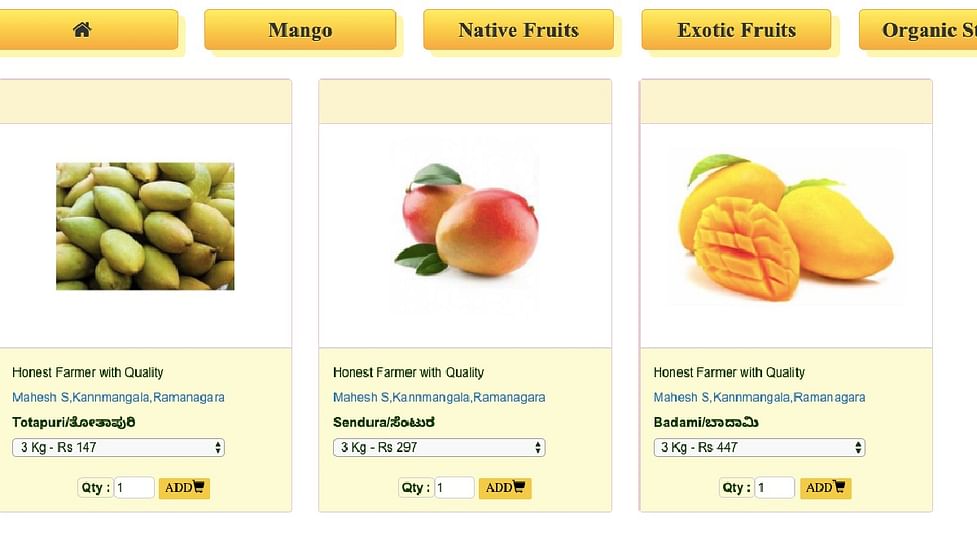 Mango
Native Fruits
Exotic Fruits
Organic St
Honest Farmer with Quality
Mahesh S,Kannmangala,Ramanagara
Totapuri/ತೋತಾಪುರಿ
3 Kg - Rs 147
Qty : 1 ADD
Honest Farmer with Quality
Mahesh S,Kannmangala,Ramanagara
Sendura/ಸೆಂಟುರ
3 Kg - Rs 297
Qty : 1 ADD
Honest Farmer with Quality
Mahesh S,Kannmangala,Ramanagara
Badami/ಬಾದಾಮಿ
3 Kg - Rs 447
Qty : 1 ADD